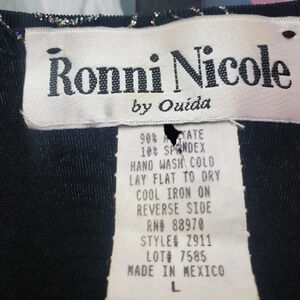 Ronni Nicole
by Ouida
90%
10% SPANDEX
HAND WASH COLD
LAY FLAT TO DRY
COOL IRON ON
REVERSE SIDE
RN# 88970
STYLE# Z911
LOT# 7585
MADE IN MEXICO
L